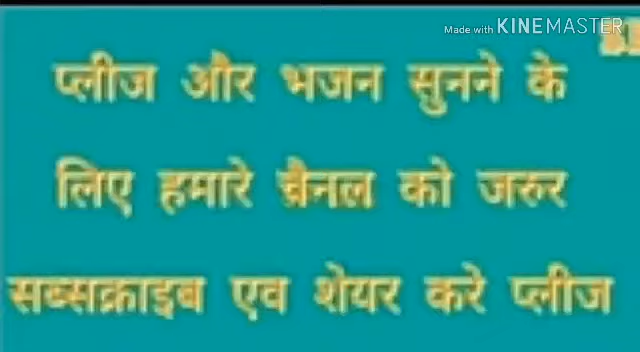 Made with KINEMASTER
प्लीज और भजन सुनने के
लिए हमारे चैनल को जरुर
सब्सक्राइब एव शेयर करे प्लीज